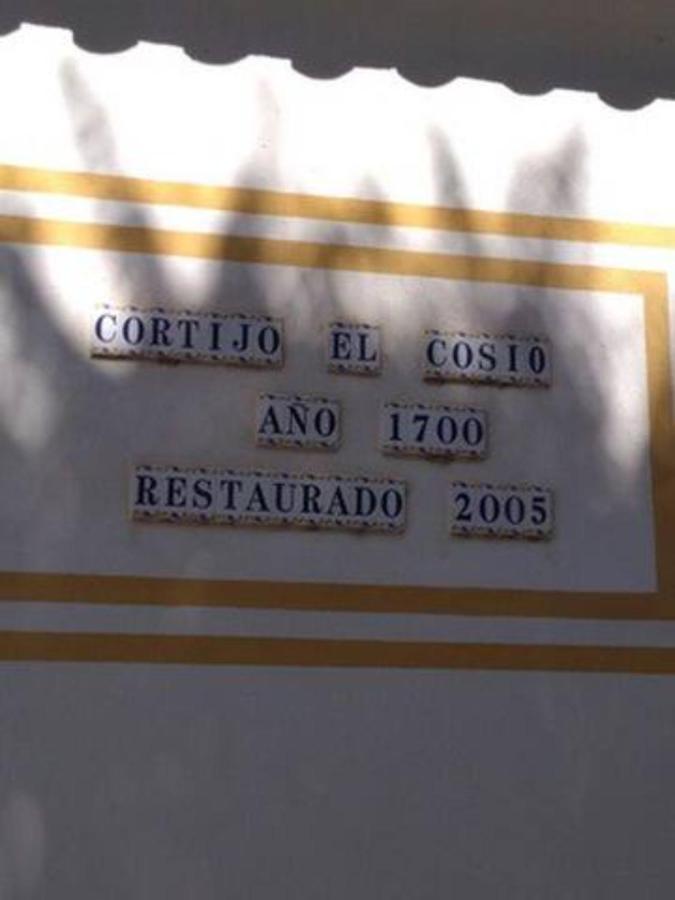 CORTIJO EL COSIO
AÑO 1700
RESTAURADO 2005